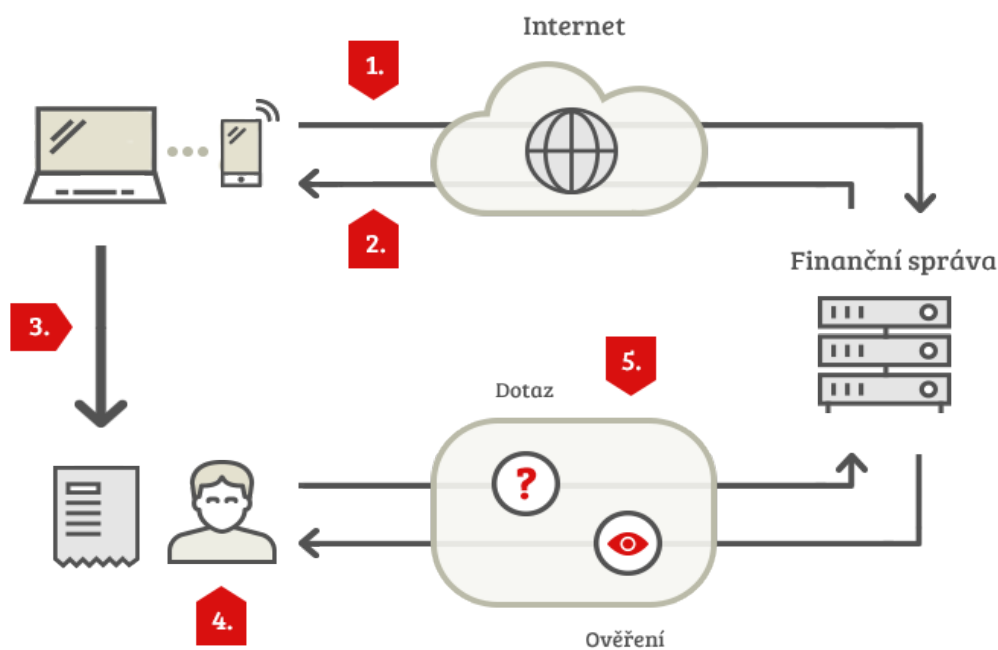 Internet
1.
2.
Finanční správa
3.
5.
Dotaz
?
4.
Ověření